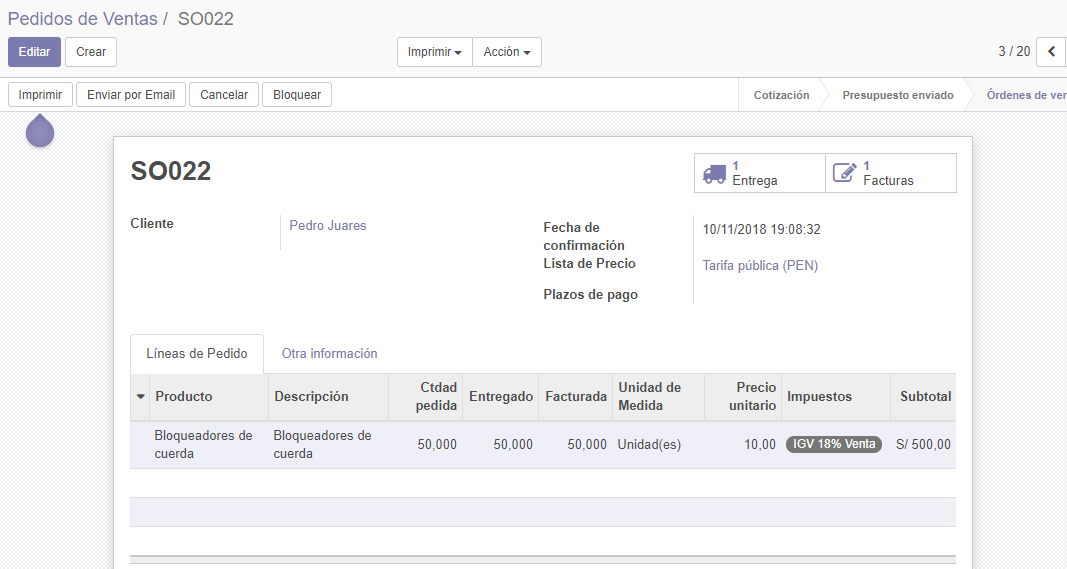 Pedidos de Ventas / SO022
Editar Crear Imprimir Acción 3 / 20
Imprimir Enviar por Email Cancelar Bloquear Cotización Presupuesto enviado Órdenes de ver
SO022
1 Entrega
1 Facturas
Cliente Pedro Juares
Fecha de confirmación 10/11/2018 19:08:32
Lista de Precio Tarifa pública (PEN)
Plazos de pago
Líneas de Pedido Otra información
Producto Descripción Ctdad pedida Entregado Facturada Unidad de Medida Precio unitario Impuestos Subtotal
Bloqueadores de cuerda Bloqueadores de cuerda 50,000 50,000 50,000 Unidad(es) 10,00 IGV 18% Venta S/ 500,00